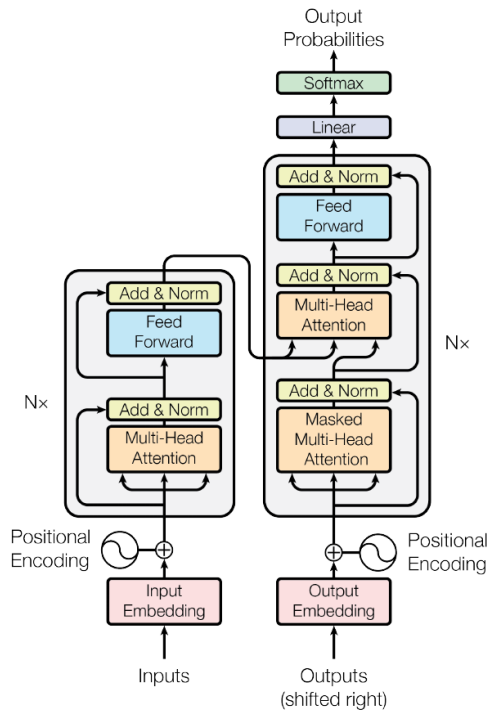 Output
Probabilities
Softmax
Linear
Add & Norm
Feed
Forward
Add & Norm
Multi-Head
Attention
Nx
Add & Norm
Masked
Multi-Head
Attention
Positional
Encoding
Output
Embedding
Outputs
(shifted right)
Add & Norm
Feed
Forward
Nx
Add & Norm
Multi-Head
Attention
Positional
Encoding
Input
Embedding
Inputs